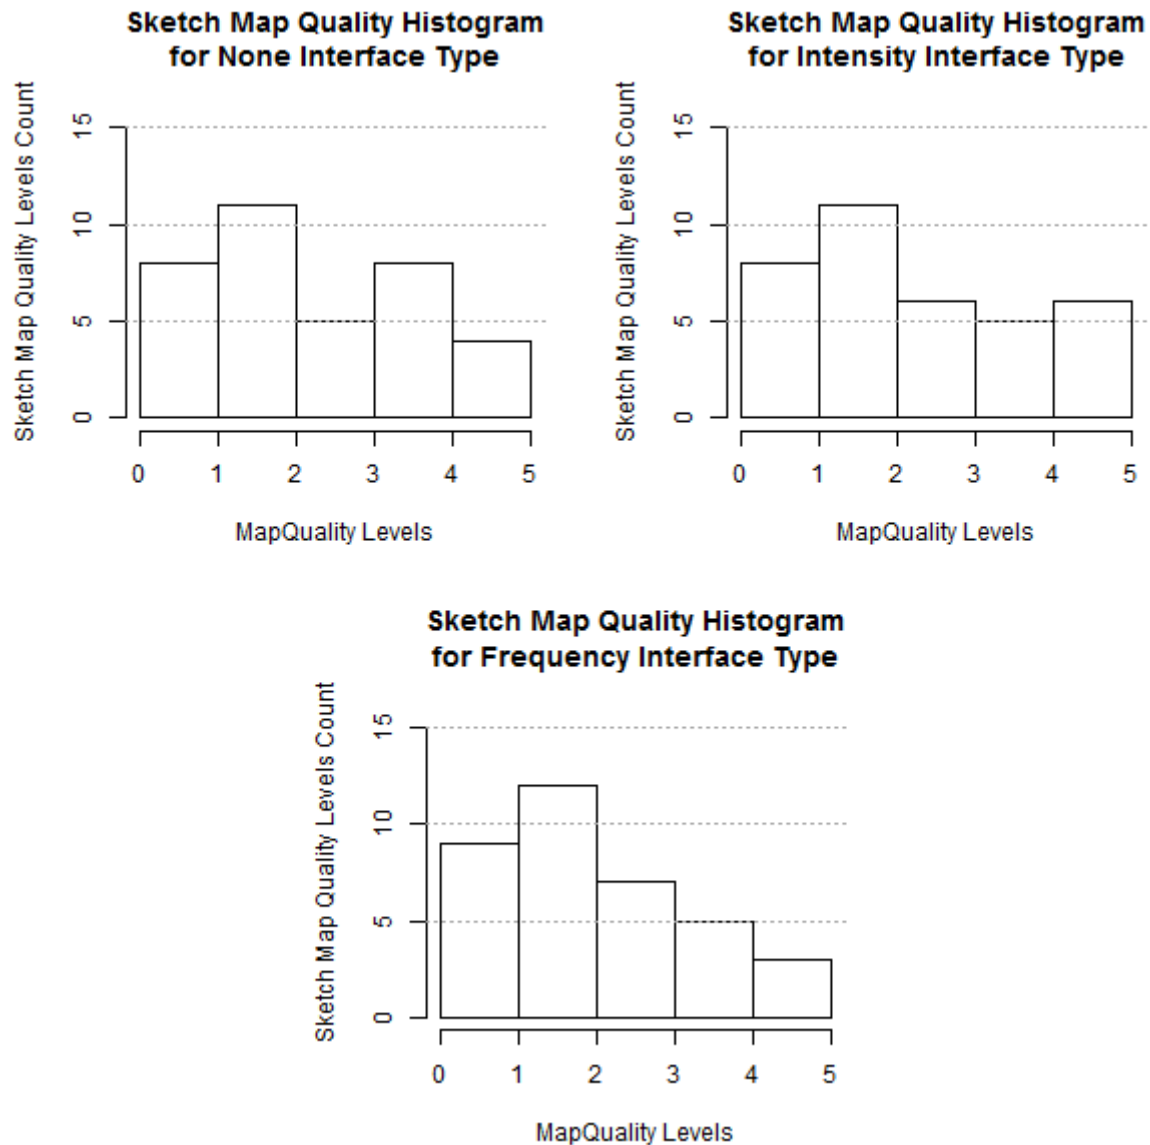 Sketch Map Quality Histogram
for None Interface Type
Sketch Map Quality Levels Count
15
10
5
0
0 1 2 3 4 5
MapQuality Levels
Sketch Map Quality Histogram
for Intensity Interface Type
Sketch Map Quality Levels Count
15
10
5
0
0 1 2 3 4 5
MapQuality Levels
Sketch Map Quality Histogram
for Frequency Interface Type
Sketch Map Quality Levels Count
15
10
5
0
0 1 2 3 4 5
MapQuality Levels